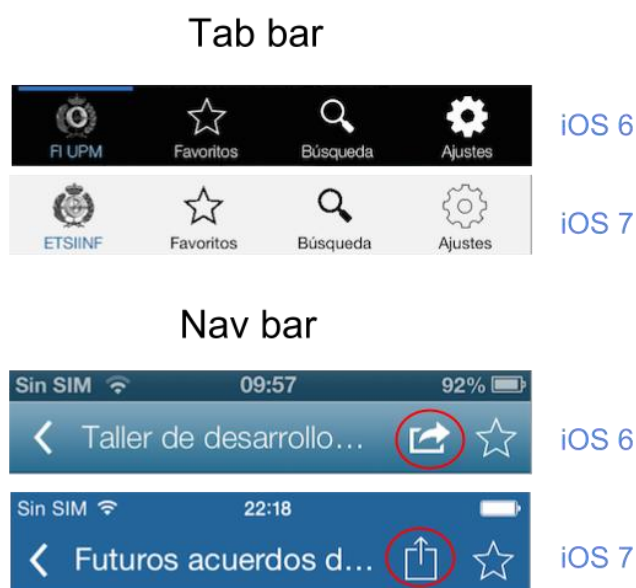 Tab bar
FI UPM Favoritos Búsqueda Ajustes iOS 6
ETSIINF Favoritos Búsqueda Ajustes iOS 7
Nav bar
Sin SIM 09:57 92%
Taller de desarrollo... iOS 6
Sin SIM 22:18
Futuros acuerdos d... iOS 7